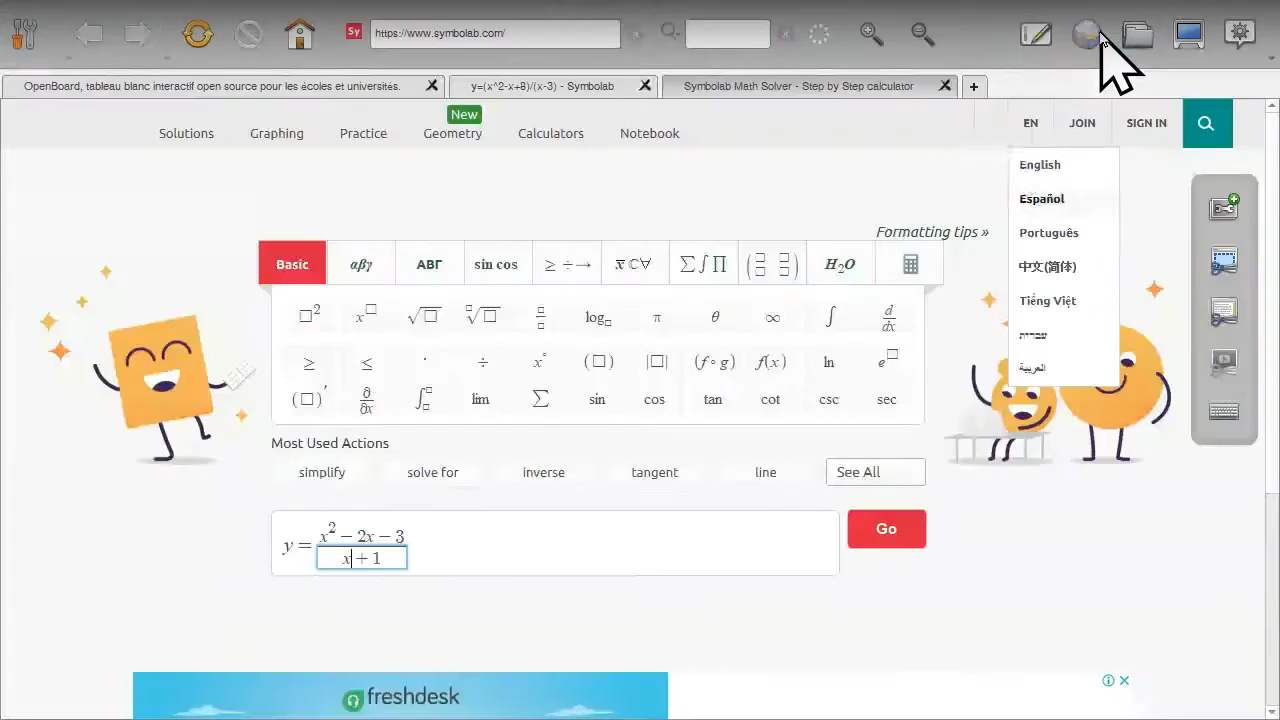 Sy https://www.symbolab.com/
OpenBoard, tableau blanc interactif open source pour les écoles et université
y=(x^2-x+8)/(x-3) - Symbolab
Symbolab Math Solver - Step by Step calculator
Solutions
Graphing
Practice
New
Geometry
Calculators
Notebook
EN
JOIN
SIGN IN
English
Español
Português
中文(简体)
Tiếng Việt
עברית
العربية
Formatting tips »
Basic αβγ ΑΒΓ sin cos ≥ ÷ → x̅ ℂ ∀ ∑ ∫ ∏ (□ □) H₂O
□² x^□ √□ ⁿ√□ □/□ log□ π θ ∞ ∫ d/dx
≥ ≤ · ÷ x° (□) |□| (f ∘ g) f(x) ln e^□
(□)′ ∂/∂x ∫ lim ∑ sin cos tan cot csc sec
Most Used Actions
simplify solve for inverse tangent line See All
y = (x² − 2x − 3)/(x + 1)
Go
freshdesk